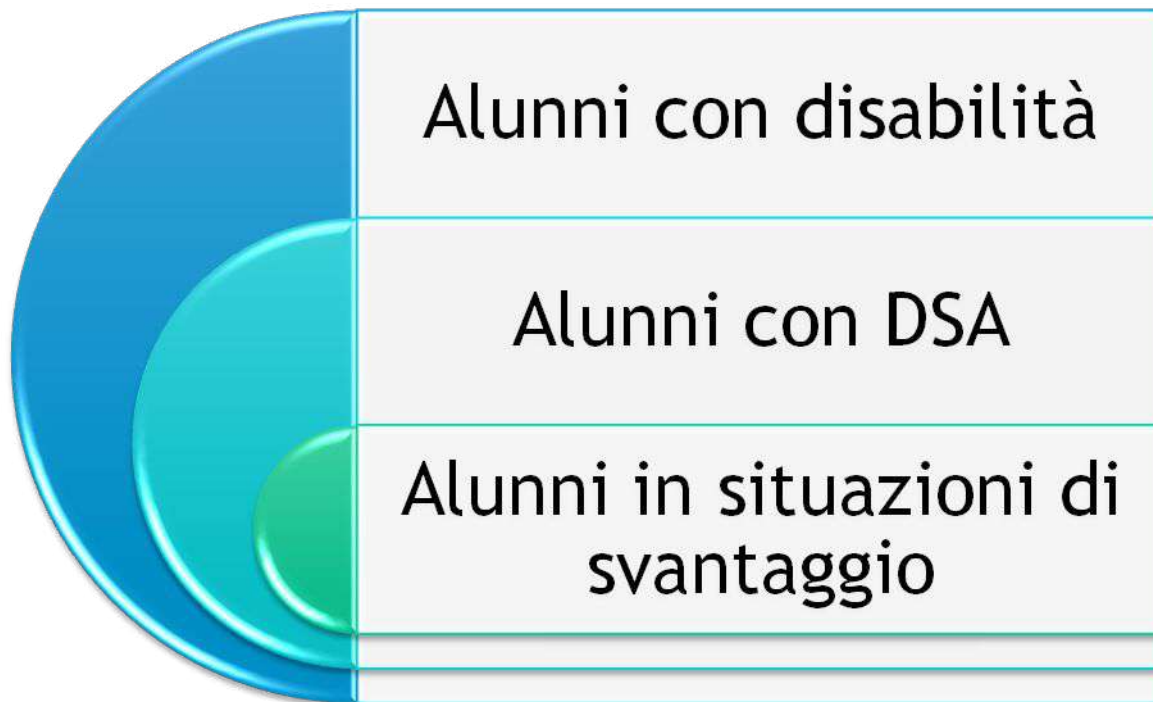 Alunni con disabilità
Alunni con DSA
Alunni in situazioni di
svantaggio